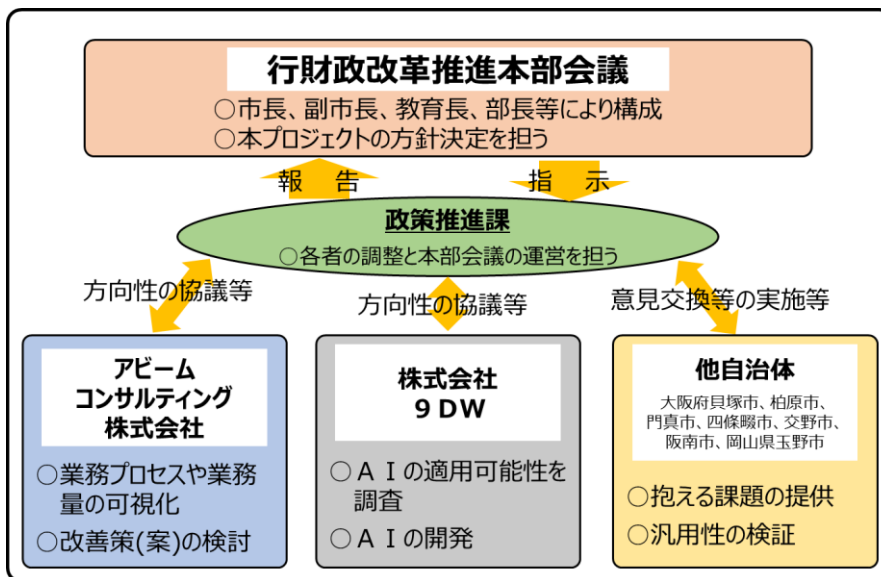 行財政改革推進本部会議
○市長、副市長、教育長、部長等により構成
○本プロジェクトの方針決定を担う
報　告
指　示
政策推進課
○各者の調整と本部会議の運営を担う
方向性の協議等
方向性の協議等
意見交換等の実施等
アビーム
コンサルティング
株式会社
○業務プロセスや業務
量の可視化
○改善策(案)の検討
株式会社
９ＤＷ
○ＡＩの適用可能性を
調査
○ＡＩの開発
他自治体
大阪府貝塚市、柏原市、
門真市、四條畷市、交野市、
阪南市、岡山県玉野市
○抱える課題の提供
○汎用性の検証